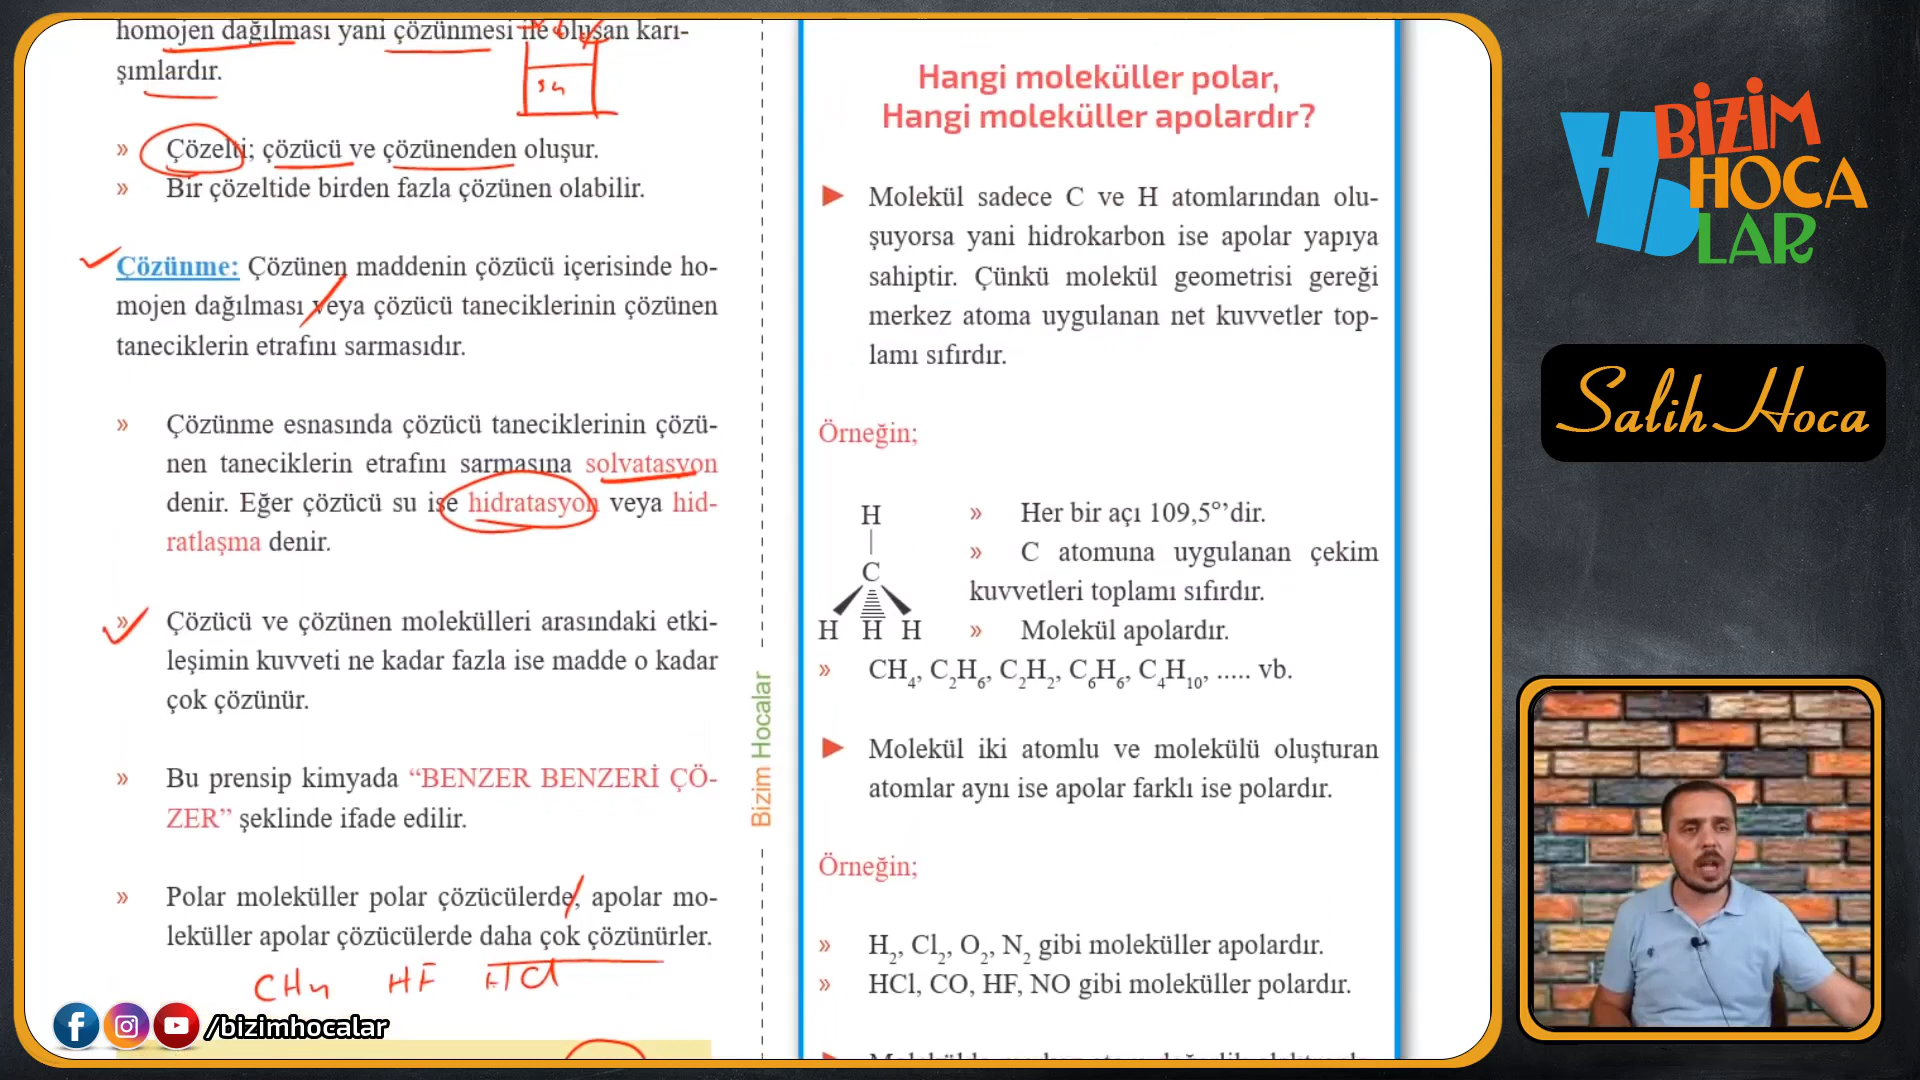 homojen dağılması yani çözünmesi ile oluşan karı-
şımlardır.
su
» Çözelti; çözücü ve çözünenden oluşur.
» Bir çözeltide birden fazla çözünen olabilir.
Çözünme: Çözünen maddenin çözücü içerisinde ho-
mojen dağılması veya çözücü taneciklerinin çözünen
taneciklerin etrafını sarmasıdır.
» Çözünme esnasında çözücü taneciklerinin çözü-
nen taneciklerin etrafını sarmasına solvatasyon
denir. Eğer çözücü su ise hidratasyon veya hid-
ratlaşma denir.
» Çözücü ve çözünen molekülleri arasındaki etki-
leşimin kuvveti ne kadar fazla ise madde o kadar
çok çözünür.
» Bu prensip kimyada “BENZER BENZERİ ÇÖ-
ZER” şeklinde ifade edilir.
» Polar moleküller polar çözücülerde, apolar mo-
leküller apolar çözücülerde daha çok çözünürler.
CH4 HF HCl
/bizimhocalar
Bizim Hocalar
Hangi moleküller polar,
Hangi moleküller apolardır?
► Molekül sadece C ve H atomlarından olu-
şuyorsa yani hidrokarbon ise apolar yapıya
sahiptir. Çünkü molekül geometrisi gereği
merkez atoma uygulanan net kuvvetler top-
lamı sıfırdır.
Örneğin;
H
C
H H H
» Her bir açı 109,5°’dir.
» C atomuna uygulanan çekim
kuvvetleri toplamı sıfırdır.
» Molekül apolardır.
» CH₄, C₂H₆, C₂H₂, C₆H₆, C₄H₁₀, ..... vb.
► Molekül iki atomlu ve molekülü oluşturan
atomlar aynı ise apolar farklı ise polardır.
Örneğin;
» H₂, Cl₂, O₂, N₂ gibi moleküller apolardır.
» HCl, CO, HF, NO gibi moleküller polardır.
BİZİM
HOCA
LAR
Salih Hoca